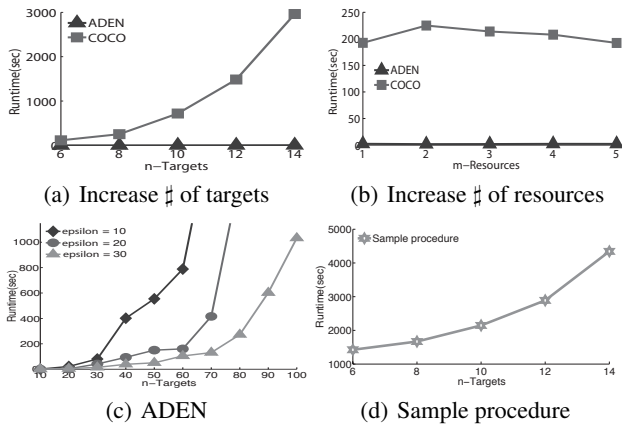 3000
2000
1000
0
Runtime(sec)
ADEN
COCO
6 8 10 12 14
n-Targets
(a) Increase ♯ of targets
250
200
150
100
50
0
Runtime(sec)
ADEN
COCO
1 2 3 4 5
m-Resources
(b) Increase ♯ of resources
1000
800
600
400
200
0
Runtime(sec)
epsilon = 10
epsilon = 20
epsilon = 30
10 20 30 40 50 60 70 80 90 100
n-Targets
(c) ADEN
5000
4000
3000
2000
1000
Runtime(sec)
Sample procedure
6 8 10 12 14
n-Targets
(d) Sample procedure